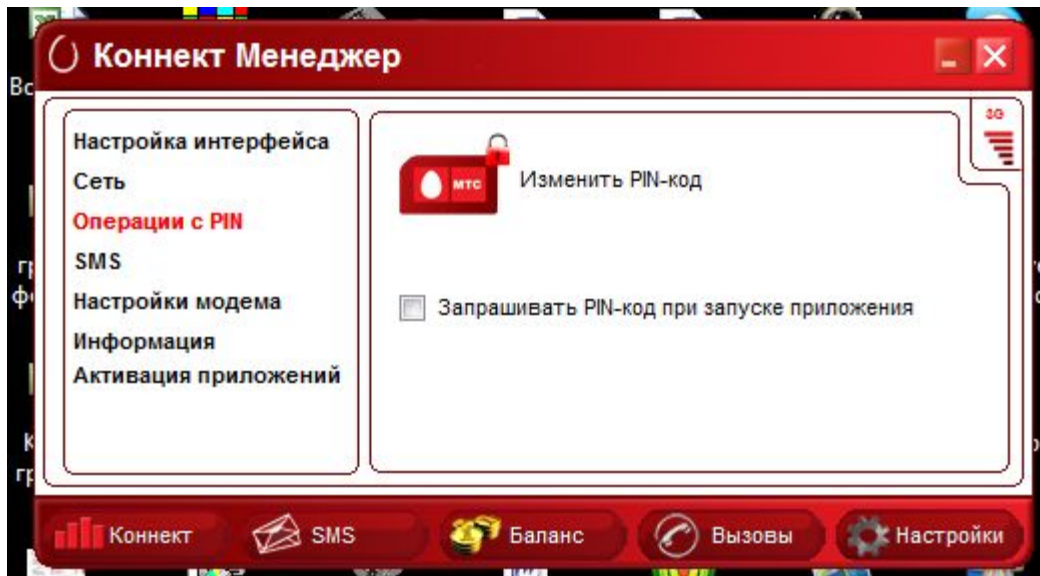 Коннект Менеджер
Вс
3G
Настройка интерфейса
Сеть
Операции с PIN
SMS
Настройки модема
Информация
Активация приложений
МТС
Изменить PIN-код
Запрашивать PIN-код при запуске приложения
Коннект
SMS
Баланс
Вызовы
Настройки